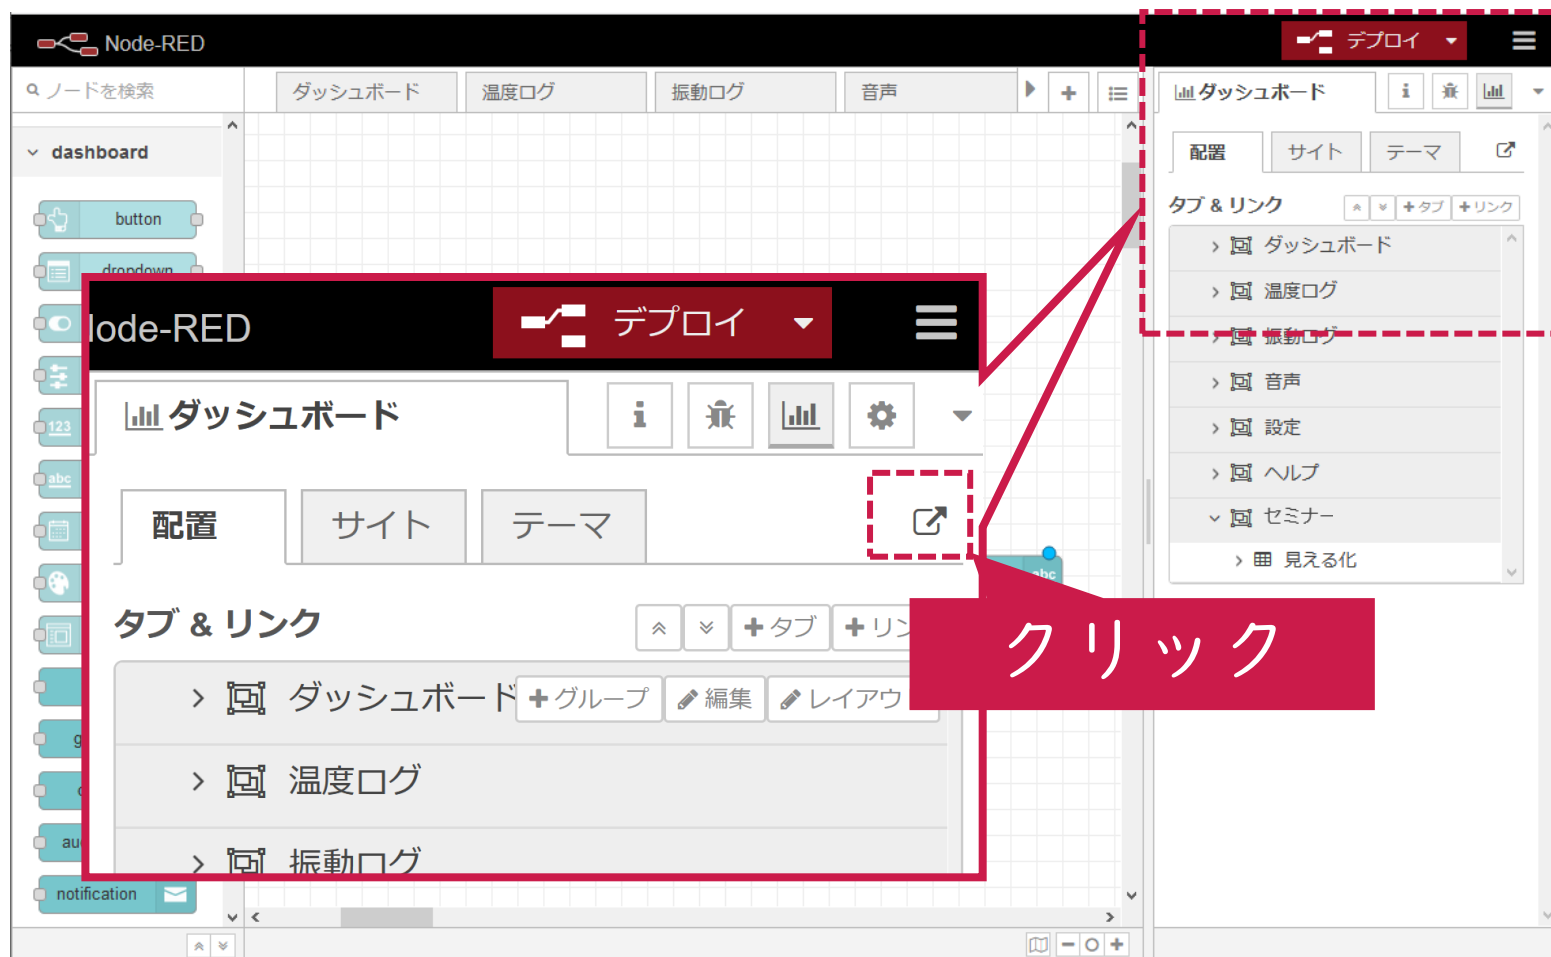 Node-RED
デプロイ
ノードを検索
ダッシュボード
温度ログ
振動ログ
音声
ダッシュボード
i
dashboard
配置
サイト
テーマ
button
タブ & リンク
+タブ
+リンク
dropdown
ダッシュボード
温度ログ
振動ログ
音声
設定
ヘルプ
セミナー
見える化
123
abc
notification
ode-RED
デプロイ
ダッシュボード
i
配置
サイト
テーマ
タブ & リンク
+タブ
+リン
ダッシュボード
+グループ
編集
レイアウ
温度ログ
振動ログ
abc
クリック